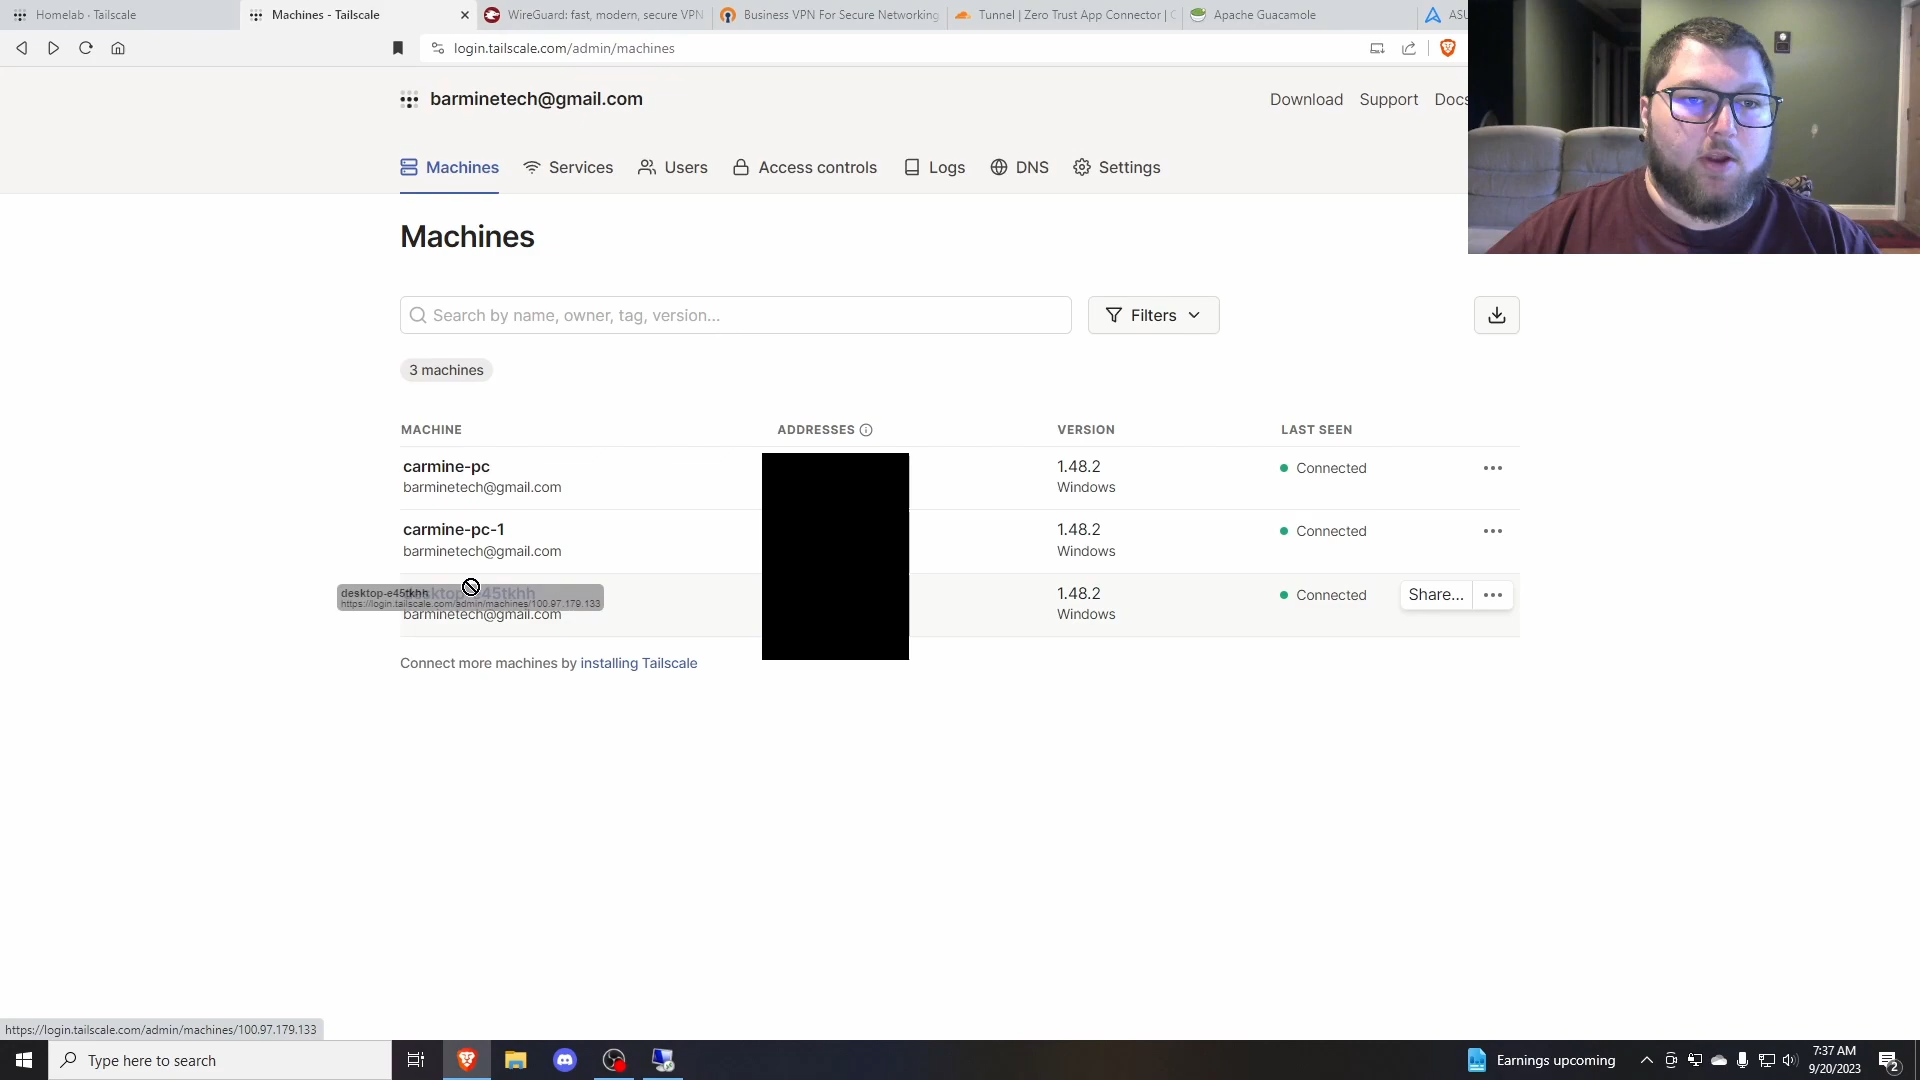 Homelab · Tailscale
Machines - Tailscale
WireGuard: fast, modern, secure VPN
Business VPN For Secure Networking
Tunnel | Zero Trust App Connector |
Apache Guacamole
login.tailscale.com/admin/machines
barminetech@gmail.com
Download Support Docs
Machines Services Users Access controls Logs DNS Settings
Machines
Search by name, owner, tag, version...
Filters
3 machines
MACHINE ADDRESSES VERSION LAST SEEN
carmine-pc 1.48.2 Connected
barminetech@gmail.com Windows
carmine-pc-1 1.48.2 Connected
barminetech@gmail.com Windows
desktop-e45tkhh 1.48.2 Connected Share...
desktop-e45tkhh
https://login.tailscale.com/admin/machines/100.97.179.133
barminetech@gmail.com Windows
Connect more machines by installing Tailscale
https://login.tailscale.com/admin/machines/100.97.179.133
Type here to search
Earnings upcoming
7:37 AM
9/20/2023
2